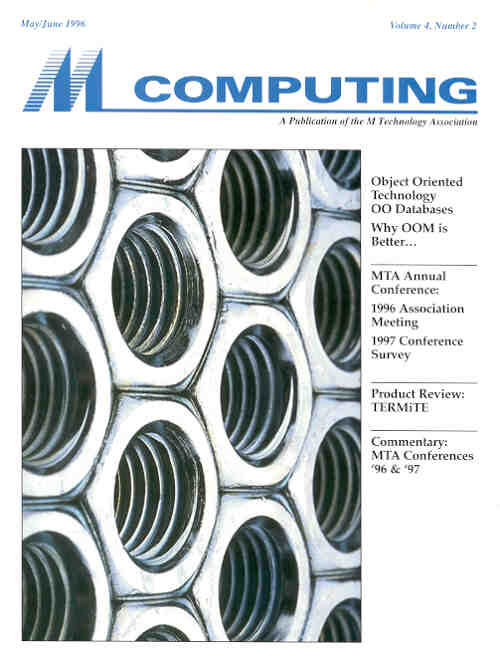 May/June 1996
Volume 4, Number 2
M COMPUTING
A Publication of the M Technology Association
Object Oriented
Technology
OO Databases
Why OOM is
Better...
MTA Annual
Conference:
1996 Association
Meeting
1997 Conference
Survey
Product Review:
TERMiTE
Commentary:
MTA Conferences
'96 & '97